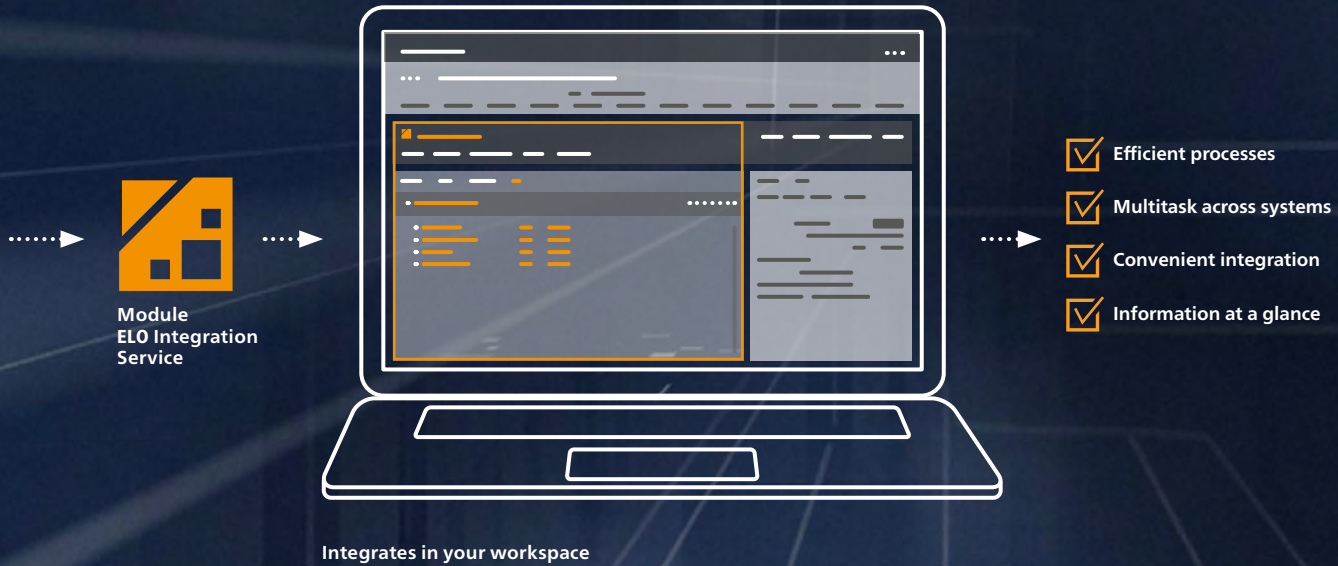 Module
ELO Integration
Service
Integrates in your workspace
Efficient processes
Multitask across systems
Convenient integration
Information at a glance